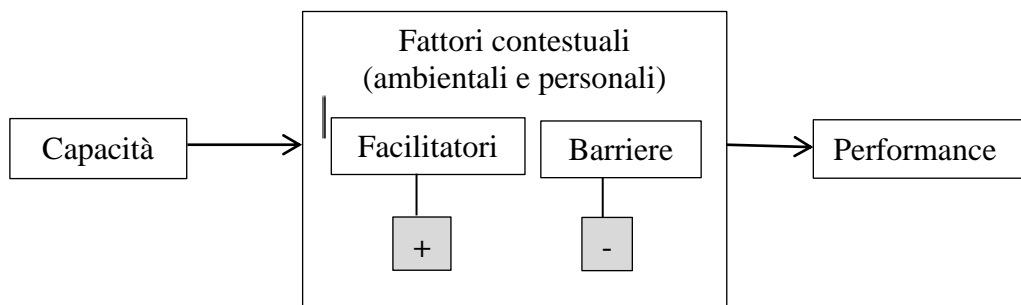 Fattori contestuali
(ambientali e personali)
Capacità
Facilitatori
Barriere
Performance
+
-